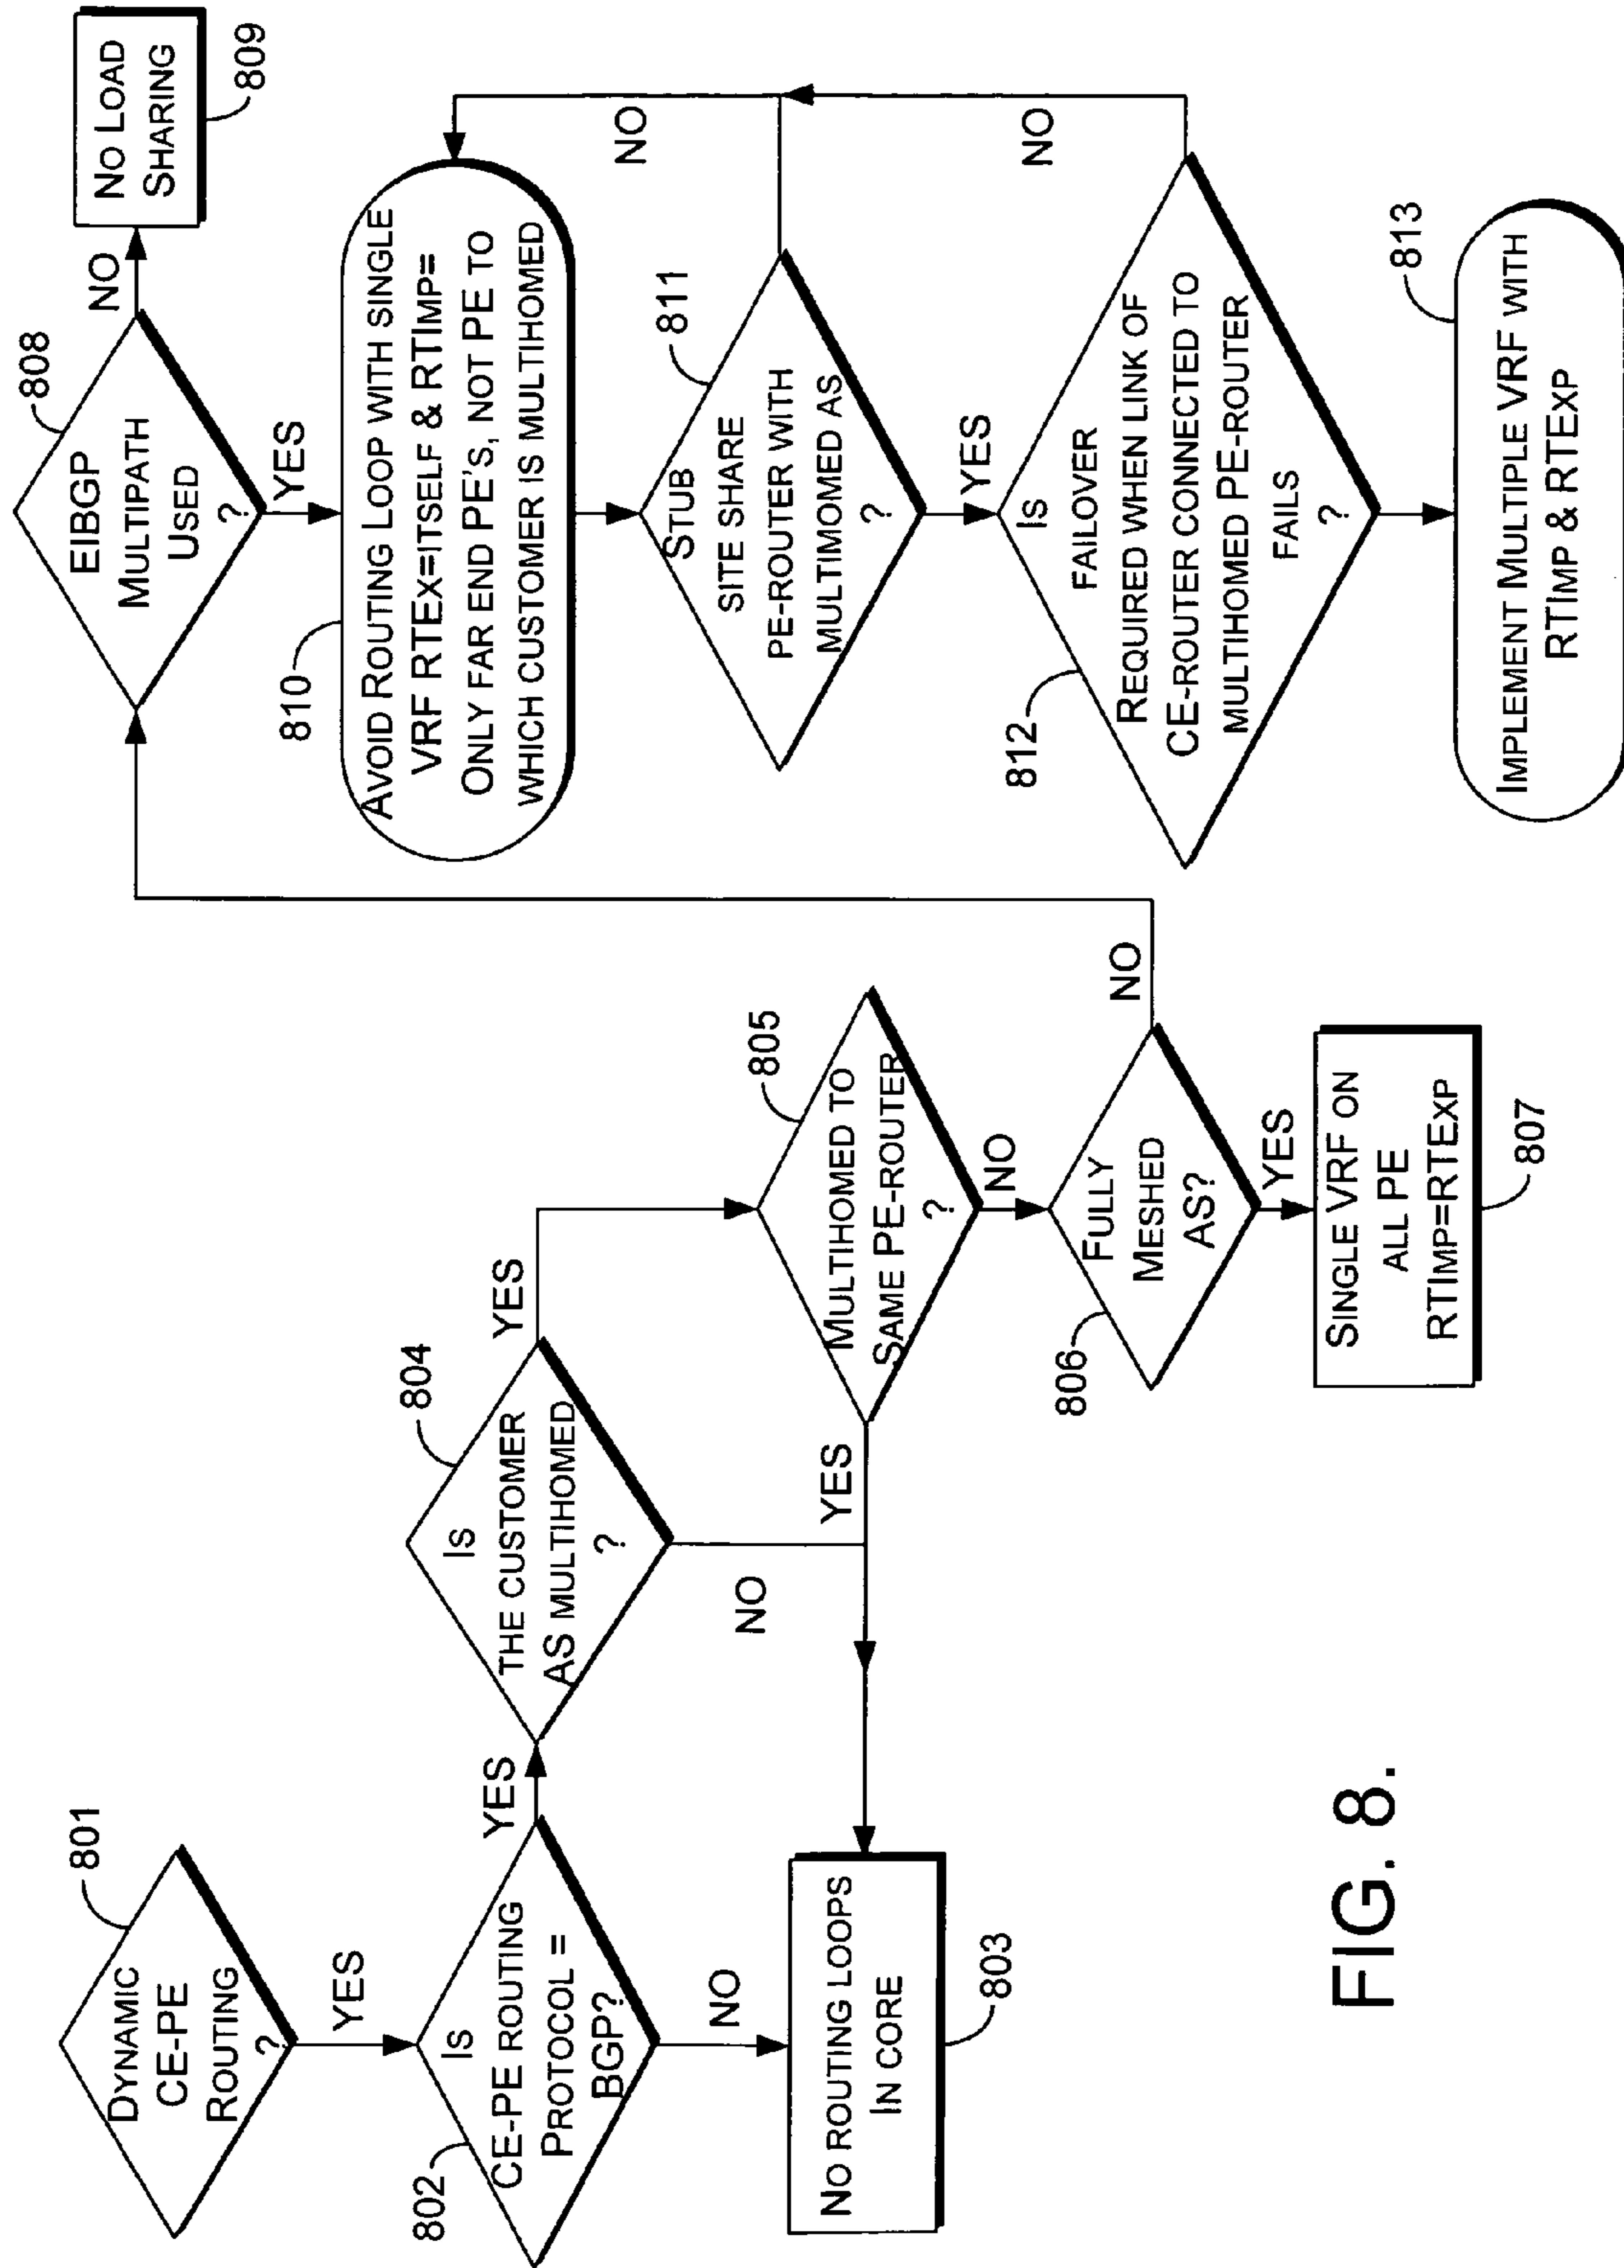 801
DYNAMIC
CE-PE
ROUTING
?
YES
802
IS
CE-PE ROUTING
PROTOCOL =
BGP?
YES
NO
NO ROUTING LOOPS
IN CORE
803
804
IS
THE CUSTOMER
AS MULTIHOMED
?
YES
NO
805
MULTIHOMED TO
SAME PE-ROUTER
?
YES
NO
806
FULLY
MESHED
AS?
NO
YES
SINGLE VRF ON
ALL PE
RTIMP=RTEXP
807
808
EIBGP
MULTIPATH
USED
?
NO
NO LOAD
SHARING
809
YES
810
AVOID ROUTING LOOP WITH SINGLE
VRF RTEX=ITSELF & RTIMP=
ONLY FAR END PE'S, NOT PE TO
WHICH CUSTOMER IS MULTIHOMED
811
STUB
SITE SHARE
PE-ROUTER WITH
MULTIMOMED AS
?
NO
YES
812
IS
FAILOVER
REQUIRED WHEN LINK OF
CE-ROUTER CONNECTED TO
MULTIHOMED PE-ROUTER
FAILS
?
NO
813
IMPLEMENT MULTIPLE VRF WITH
RTIMP & RTEXP
FIG. 8.